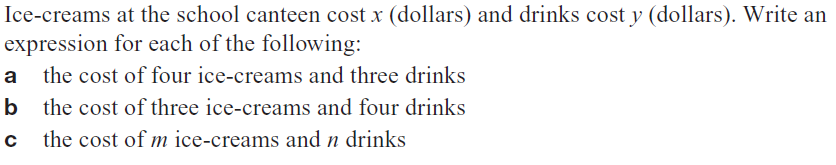 Ice-creams at the school canteen cost x (dollars) and drinks cost y (dollars). Write an
expression for each of the following:
a the cost of four ice-creams and three drinks
b the cost of three ice-creams and four drinks
c the cost of m ice-creams and n drinks